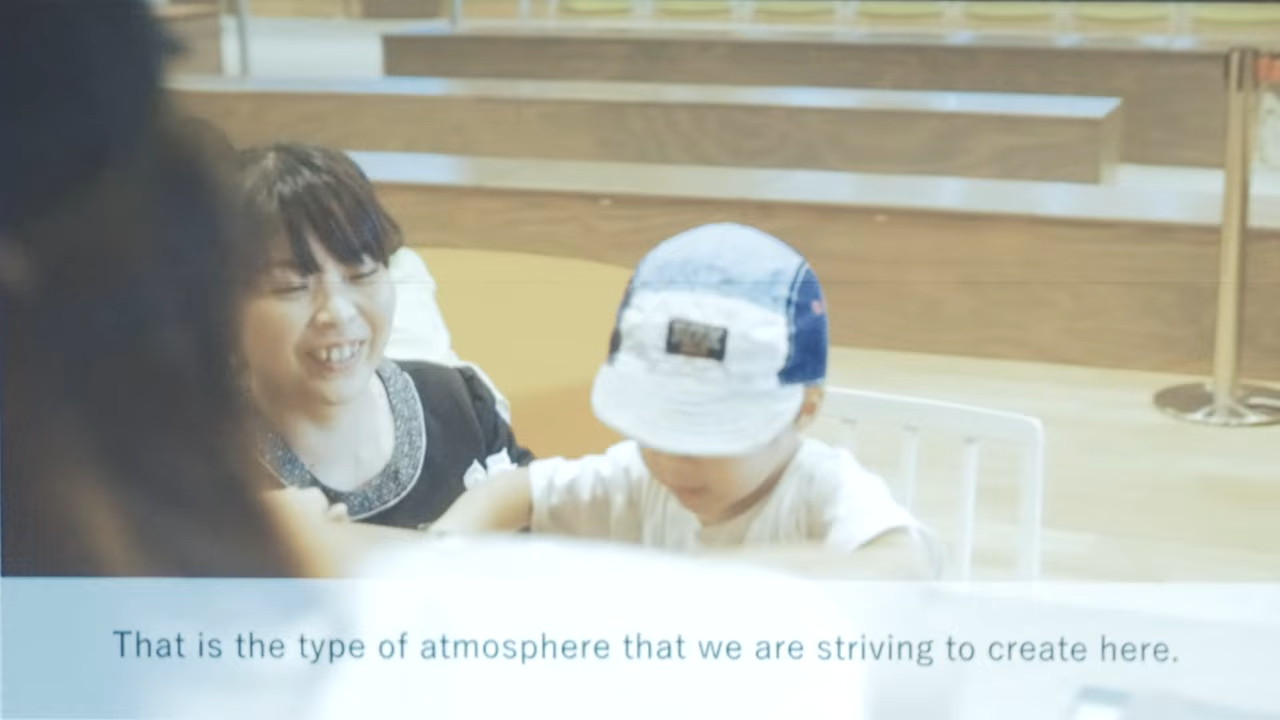 That is the type of atmosphere that we are striving to create here.